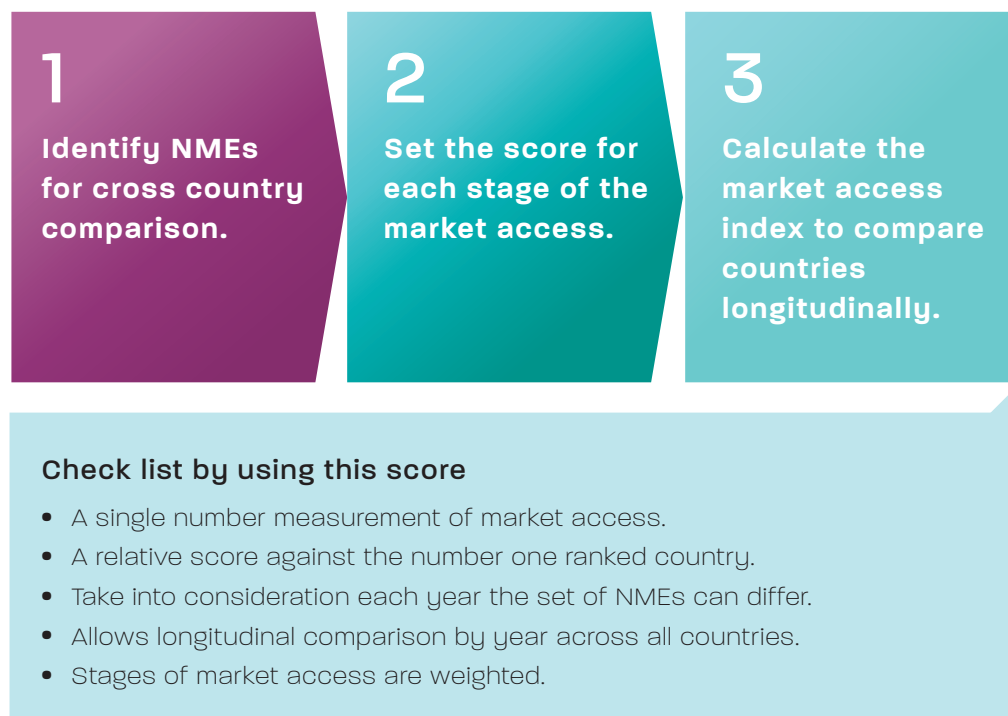 1
Identify NMEs
for cross country
comparison.
2
Set the score for
each stage of the
market access.
3
Calculate the
market access
index to compare
countries
longitudinally.
Check list by using this score
• A single number measurement of market access.
• A relative score against the number one ranked country.
• Take into consideration each year the set of NMEs can differ.
• Allows longitudinal comparison by year across all countries.
• Stages of market access are weighted.